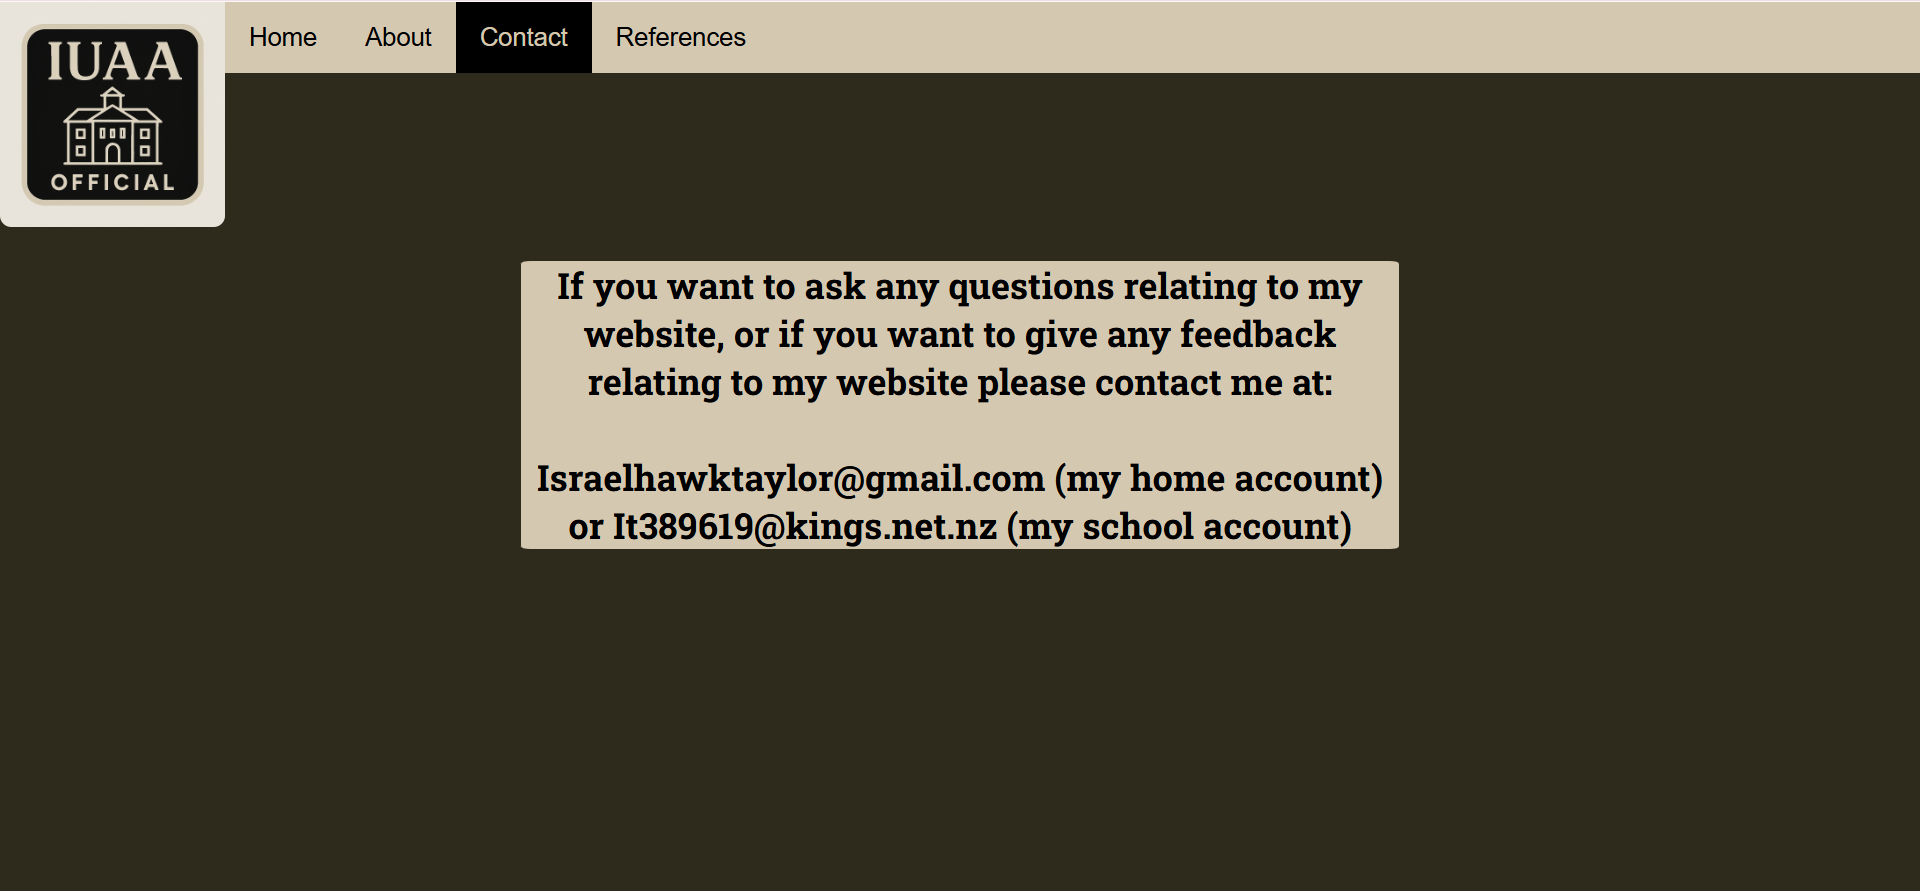 IUAA
OFFICIAL
Home About Contact References
If you want to ask any questions relating to my
website, or if you want to give any feedback
relating to my website please contact me at:
Israelhawktaylor@gmail.com (my home account)
or It389619@kings.net.nz (my school account)